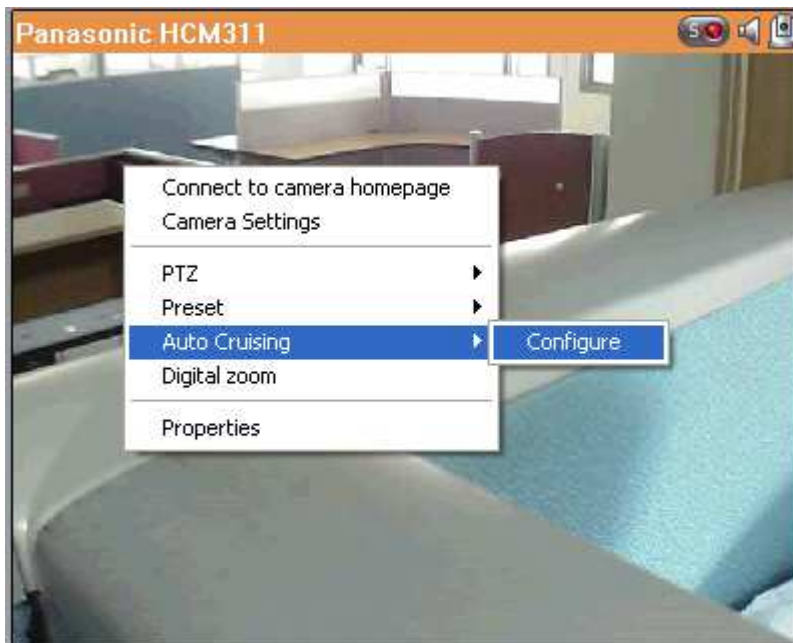 Panasonic HCM311
S
Connect to camera homepage
Camera Settings
PTZ
Preset
Auto Cruising
Configure
Digital zoom
Properties